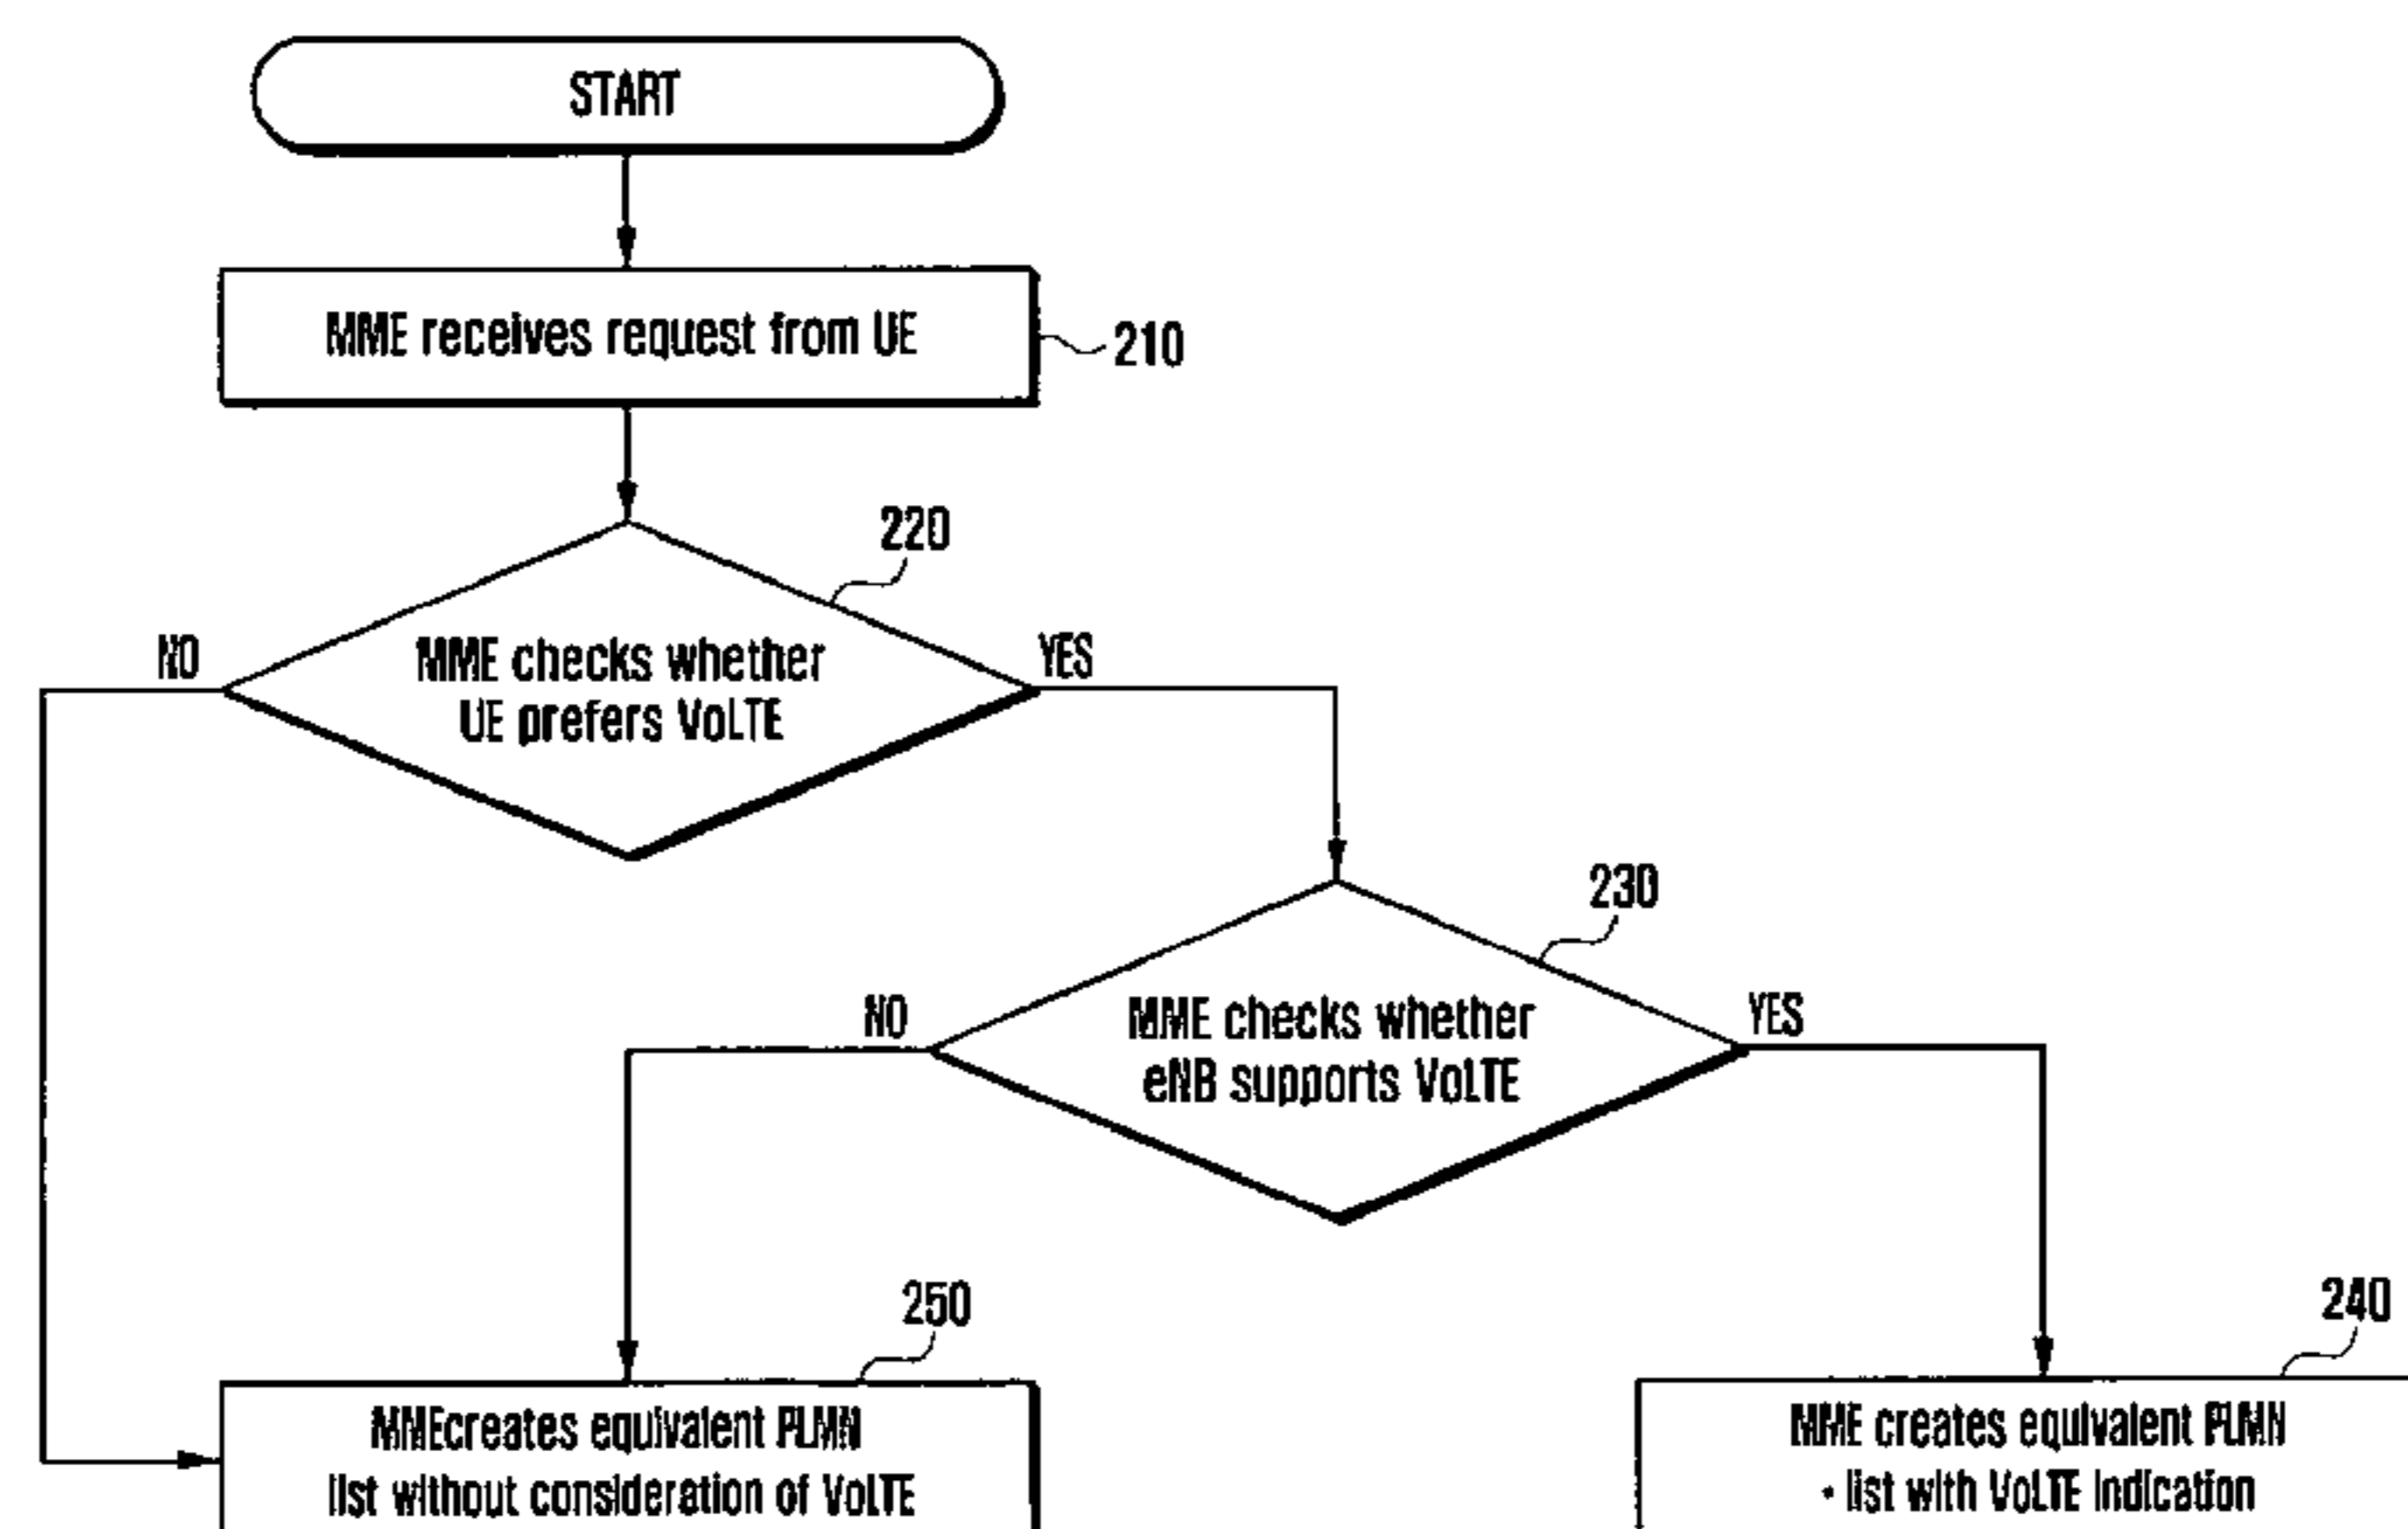 START
MME receives request from UE
210
220
NO
YES
MME checks whether
UE prefers VoLTE
230
NO
YES
MME checks whether
eNB supports VoLTE
250
240
MMEcreates equivalent PLMN
list without consideration of VoLTE
MME creates equivalent PLMN
• list with VoLTE indication